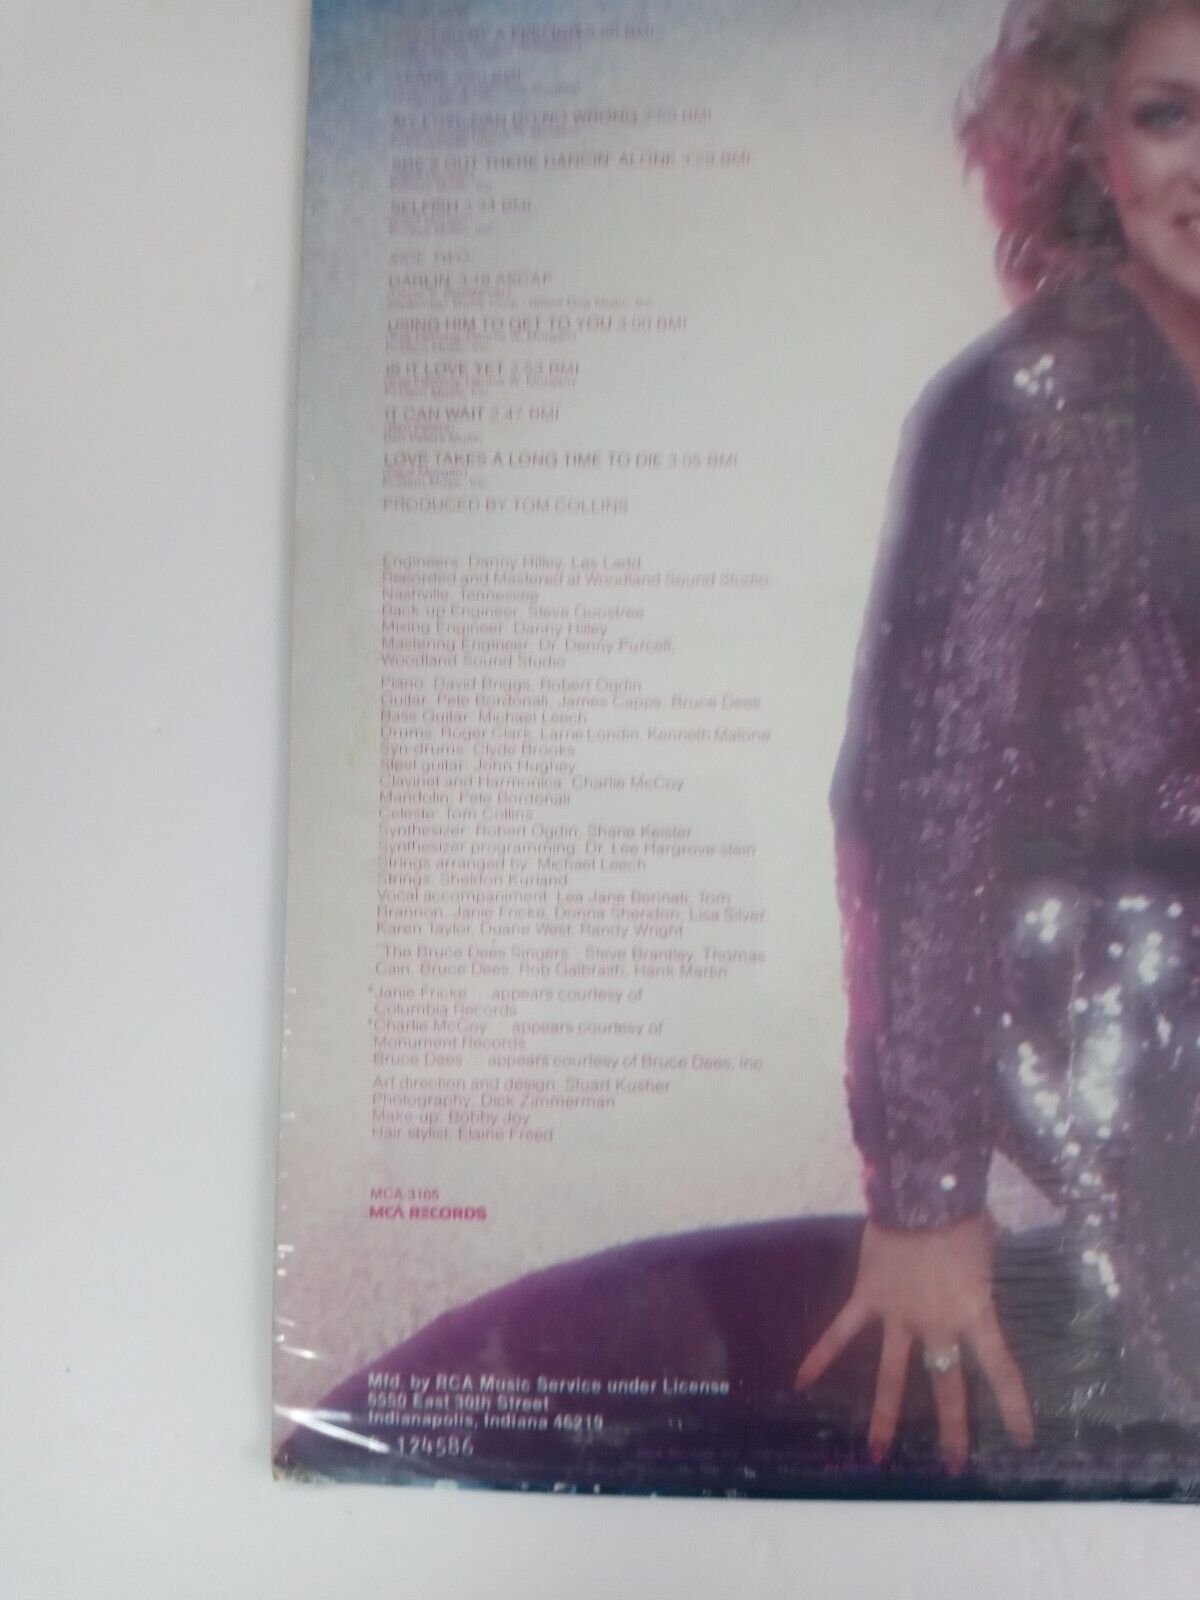 A FEELING
YEARS
MY LOVE CAN DO NO WRONG 2:50 BMI
SHE'S OUT THERE DANCIN' ALONE BMI
SELFISH 3:34 BMI
SIDE TWO
DARLIN' 3:19 ASCAP
USING HIM TO GET TO YOU 3:00 BMI
IS IT LOVE YET 2:53 BMI
IT CAN WAIT 2:47 BMI
(Ben Peters)
Ben Peters Music
LOVE TAKES A LONG TIME TO DIE 3:05 BMI
PRODUCED BY TOM COLLINS
Engineers: Danny Hilley, Les Ladd
Recorded and Mastered at Woodland Sound Studio,
Nashville, Tennessee
Back-up Engineer: Steve Goostree
Mixing Engineer: Danny Hilley
Mastering Engineer: Dr. Denny Purcell,
Woodland Sound Studio
Piano: David Briggs, Robert Ogdin
Guitar: Pete Bordonali, James Capps, Bruce Dees
Bass Guitar: Michael Leech
Drums: Roger Clark, Larrie Londin, Kenneth Malone
Syn-drums: Clyde Brooks
Steel guitar: John Hughey
Clavinet and Harmonica: Charlie McCoy
Mandolin: Pete Bordonali
Celeste: Tom Collins
Synthesizer: Robert Ogdin, Shane Keister
Synthesizer programming: Dr. Lee Hargrove-stein
Strings arranged by: Michael Leech
Strings: Sheldon Kurland
Vocal accompaniment: Lea Jane Berinati, Tom
Brannon, Janie Fricke, Donna Sheridon, Lisa Silver,
Karen Taylor, Duane West, Randy Wright
"The Bruce Dees Singers": Steve Brantley, Thomas
Cain, Bruce Dees, Rob Galbraith, Hank Martin
*Janie Fricke ... appears courtesy of
Columbia Records
*Charlie McCoy ... appears courtesy of
Monument Records
Bruce Dees ... appears courtesy of Bruce Dees, Inc.
Art direction and design: Stuart Kusher
Photography: Dick Zimmerman
Make-up: Bobby Joy
Hair stylist: Elaine Freed
MCA-3165
MCA RECORDS
Mfd. by RCA Music Service under License
6550 East 30th Street
Indianapolis, Indiana 46219
124586